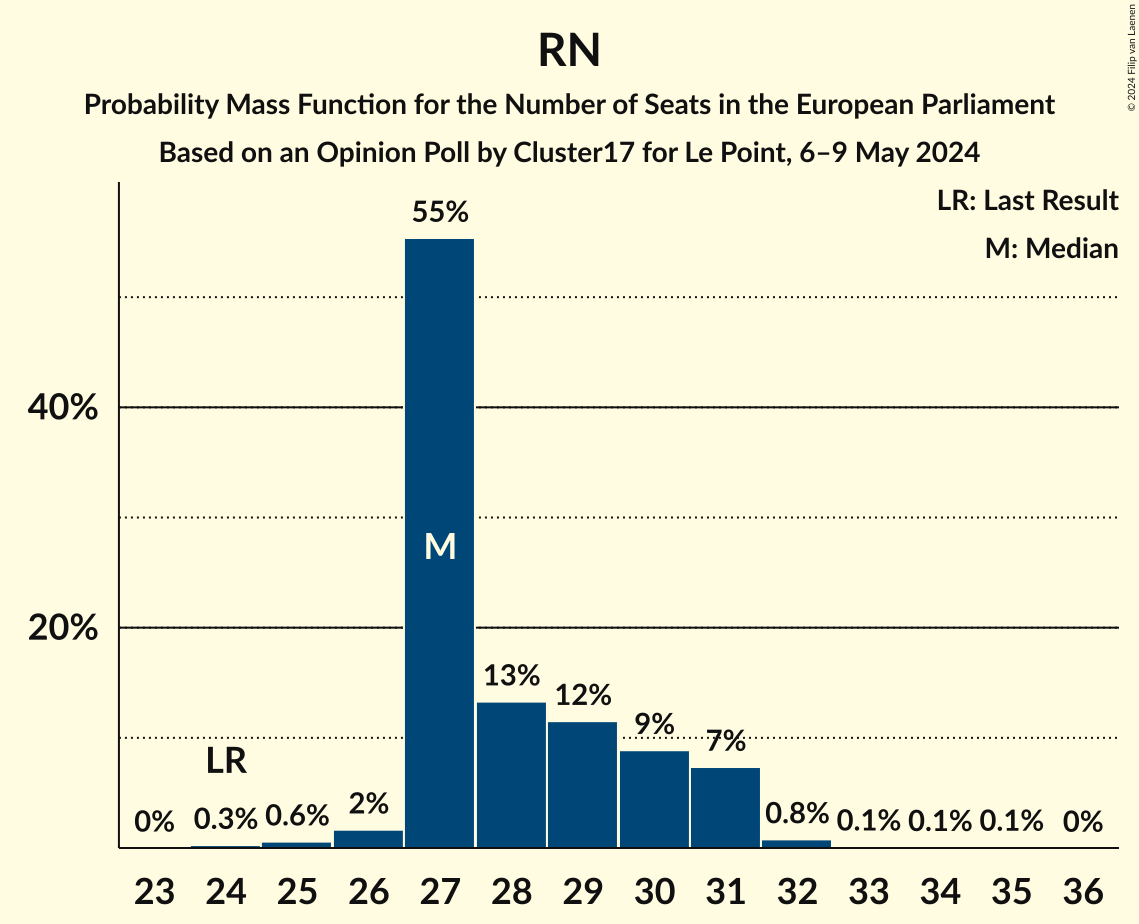 RN
Probability Mass Function for the Number of Seats in the European Parliament
Based on an Opinion Poll by Cluster17 for Le Point, 6–9 May 2024
© 2024 Filip van Laenen
LR: Last Result
M: Median
55%
40%
M
20%
13%
12%
9%
7%
LR
0%
0.3%
0.6%
2%
0.8%
0.1%
0.1%
0.1%
0%
23 24 25 26 27 28 29 30 31 32 33 34 35 36